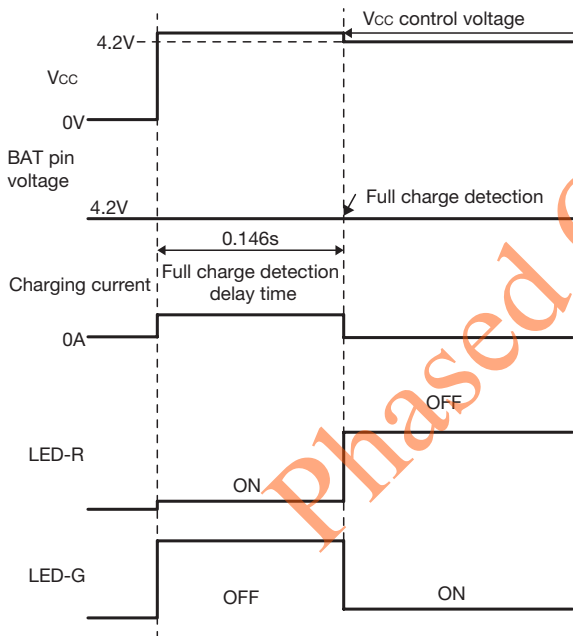 Vcc control voltage
4.2V
Vcc
0V
BAT pin
voltage
4.2V
Full charge detection
0.146s
Charging current
Full charge detection
delay time
0A
OFF
LED-R
ON
LED-G
OFF
ON
Phased